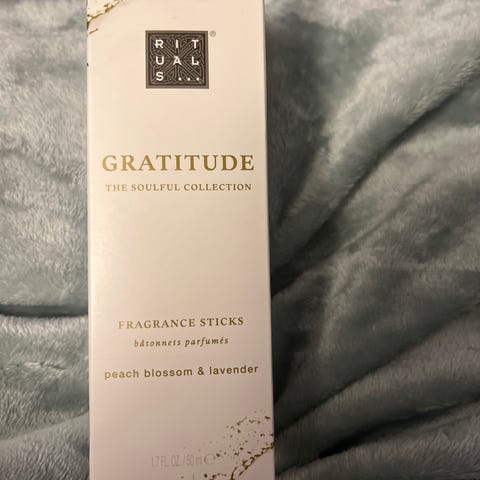 RIT
UAL
S...
®
GRATITUDE
THE SOULFUL COLLECTION
FRAGRANCE STICKS
bâtonnets parfumés
peach blossom & lavender
1.7 FL. OZ. / 50 ml ℮